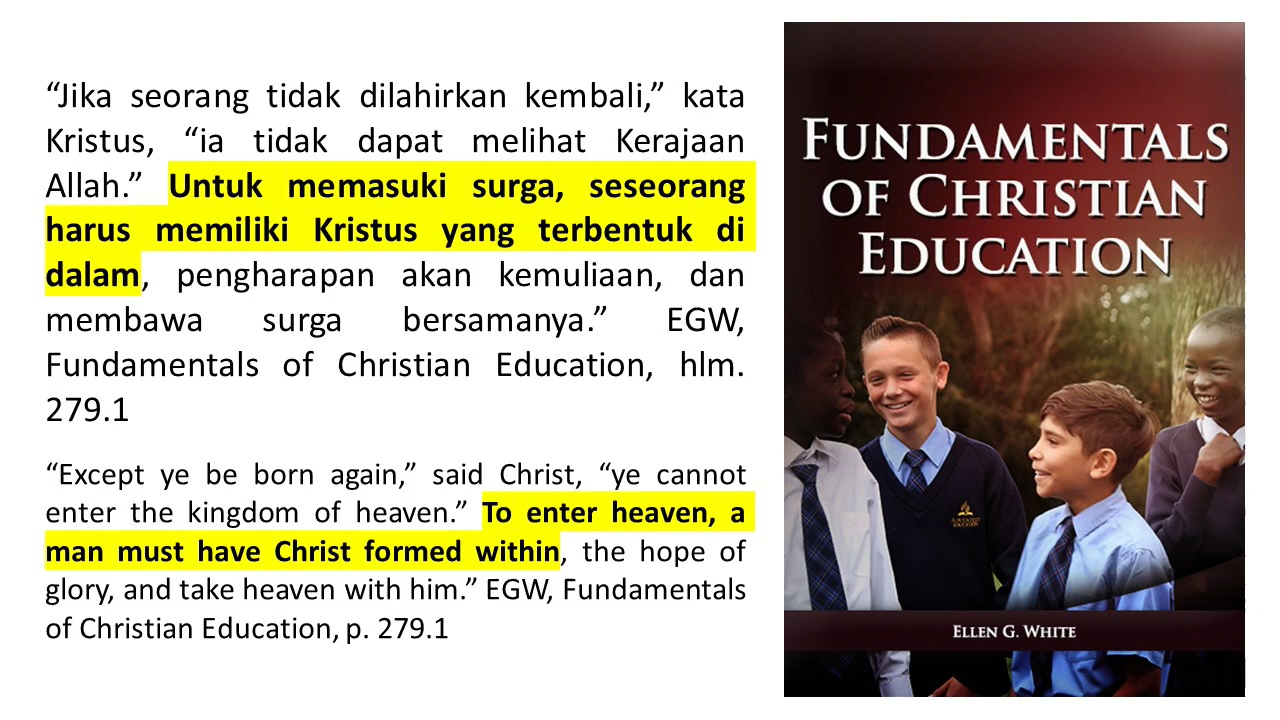 “Jika seorang tidak dilahirkan kembali,” kata
Kristus, “ia tidak dapat melihat Kerajaan
Allah.” Untuk memasuki surga, seseorang
harus memiliki Kristus yang terbentuk di
dalam, pengharapan akan kemuliaan, dan
membawa surga bersamanya.” EGW,
Fundamentals of Christian Education, hlm.
279.1
“Except ye be born again,” said Christ, “ye cannot
enter the kingdom of heaven.” To enter heaven, a
man must have Christ formed within, the hope of
glory, and take heaven with him.” EGW, Fundamentals
of Christian Education, p. 279.1
FUNDAMENTALS
OF CHRISTIAN
EDUCATION
ELLEN G. WHITE